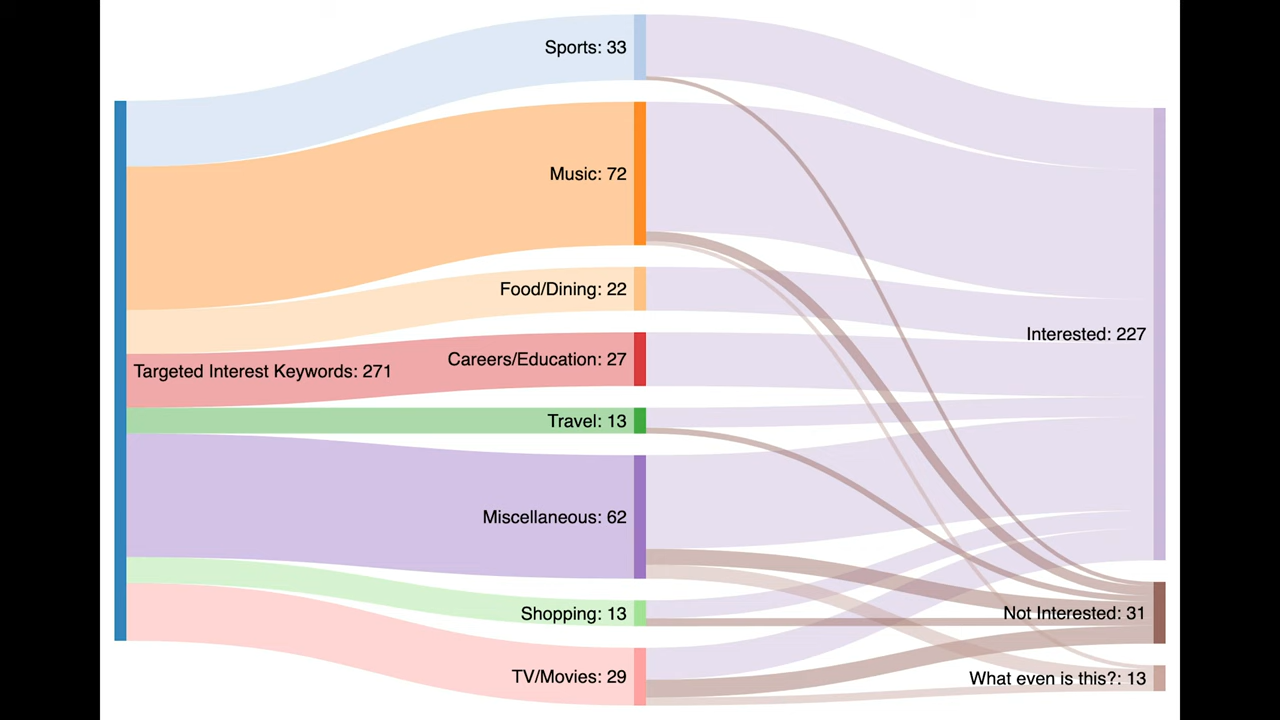 Sports: 33
Music: 72
Food/Dining: 22
Interested: 227
Careers/Education: 27
Targeted Interest Keywords: 271
Travel: 13
Miscellaneous: 62
Shopping: 13
Not Interested: 31
TV/Movies: 29
What even is this?: 13